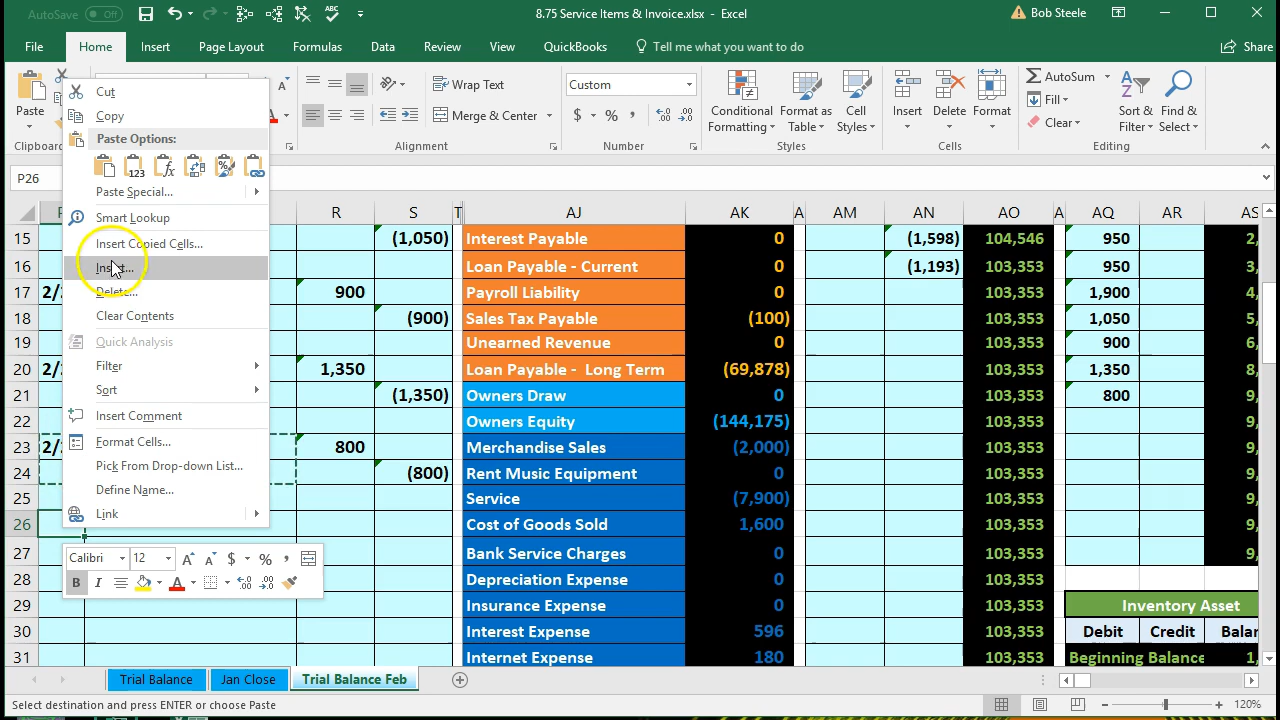 AutoSave Off 8.75 Service Items & Invoice.xlsx - Excel Bob Steele
File Home Insert Page Layout Formulas Data Review View QuickBooks Tell me what you want to do Share
Paste Wrap Text Custom Conditional Formatting Format as Table Cell Styles Insert Delete Format AutoSum Sort & Filter Find & Select
Merge & Center $ % , Fill
Clear
Clipboard Alignment Number Styles Cells Editing
P26
Cut
Copy
Paste Options:
123
Paste Special...
Smart Lookup
Insert Copied Cells...
Insert...
Delete...
Clear Contents
Quick Analysis
Filter
Sort
Insert Comment
Format Cells...
Pick From Drop-down List...
Define Name...
Link
Calibri 12 A A $ % ,
B I A
R S T AJ AK A AM AN AO A AQ AR AS
15 (1,050) Interest Payable 0 (1,598) 104,546 950 2,
16 Loan Payable - Current 0 (1,193) 103,353 950 3,
17 2/ 900 Payroll Liability 0 103,353 1,900 4,
18 (900) Sales Tax Payable (100) 103,353 1,050 5,
19 Unearned Revenue 0 103,353 900 6,
20 2/ 1,350 Loan Payable - Long Term (69,878) 103,353 1,350 8,
21 (1,350) Owners Draw 0 103,353 800 9,
22 Owners Equity (144,175) 103,353 9,
23 2/ 800 Merchandise Sales (2,000) 103,353 9,
24 (800) Rent Music Equipment 0 103,353 9,
25 Service (7,900) 103,353 9,
26 Cost of Goods Sold 1,600 103,353 9,
27 Bank Service Charges 0 103,353 9,
28 Depreciation Expense 0 103,353
29 Insurance Expense 0 103,353 Inventory Asset
30 Interest Expense 596 103,353 Debit Credit Balar
31 Internet Expense 180 103,353 Beginning Balance 1,
Trial Balance Jan Close Trial Balance Feb
Select destination and press ENTER or choose Paste 120%